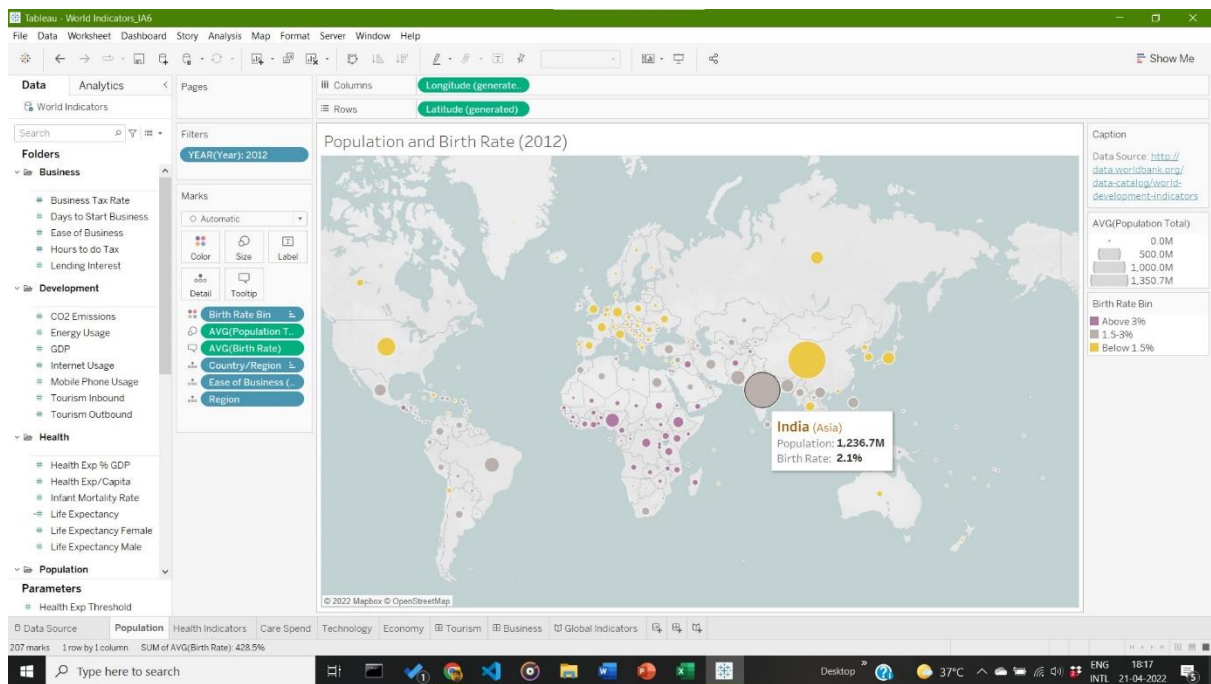 Tableau - World Indicators_IA6
File Data Worksheet Dashboard Story Analysis Map Format Server Window Help
Show Me
Data Analytics
World Indicators
Search
Folders
Business
Business Tax Rate
Days to Start Business
Ease of Business
Hours to do Tax
Lending Interest
Development
CO2 Emissions
Energy Usage
GDP
Internet Usage
Mobile Phone Usage
Tourism Inbound
Tourism Outbound
Health
Health Exp % GDP
Health Exp/Capita
Infant Mortality Rate
Life Expectancy
Life Expectancy Female
Life Expectancy Male
Population
Parameters
Health Exp Threshold
Pages
Filters
YEAR(Year): 2012
Marks
Automatic
Color Size Label
Detail Tooltip
Birth Rate Bin
AVG(Population T..
AVG(Birth Rate)
Country/Region
Ease of Business (..
Region
Columns Longitude (generate..
Rows Latitude (generated)
Population and Birth Rate (2012)
India (Asia)
Population: 1,236.7M
Birth Rate: 2.1%
© 2022 Mapbox © OpenStreetMap
Caption
Data Source: http://
data.worldbank.org/
data-catalog/world-
development-indicators
AVG(Population Total)
0.0M
500.0M
1,000.0M
1,350.7M
Birth Rate Bin
Above 3%
1.5-3%
Below 1.5%
Data Source Population Health Indicators Care Spend Technology Economy Tourism Business Global Indicators
207 marks 1 row by 1 column SUM of AVG(Birth Rate): 428.5%
Type here to search
Desktop
37°C
ENG
INTL
18:17
21-04-2022